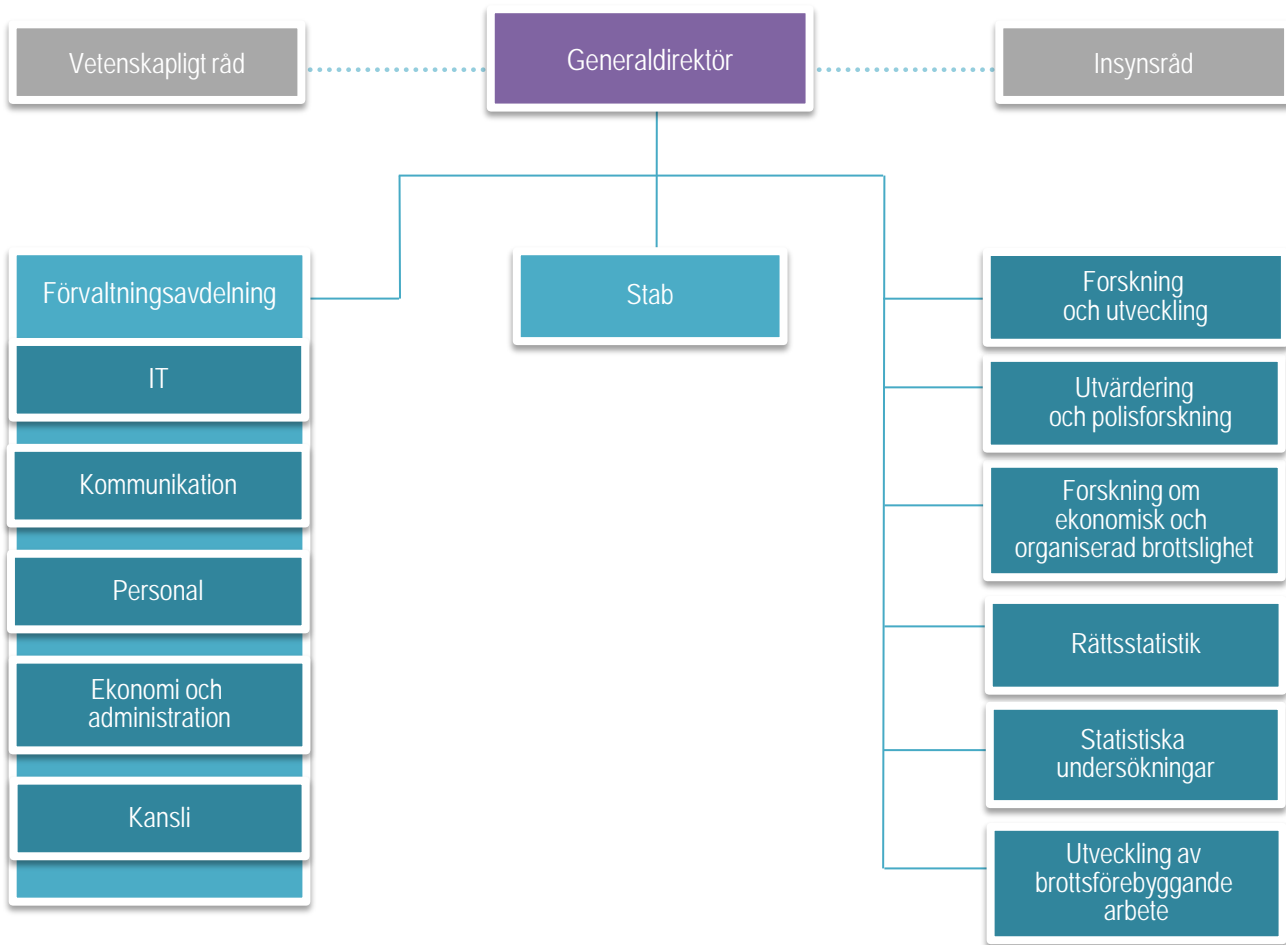 Vetenskapligt råd
Generaldirektör
Insynsråd
Förvaltningsavdelning
IT
Kommunikation
Personal
Ekonomi och
administration
Kansli
Stab
Forskning
och utveckling
Utvärdering
och polisforskning
Forskning om
ekonomisk och
organiserad brottslighet
Rättsstatistik
Statistiska
undersökningar
Utveckling av
brottsförebyggande
arbete